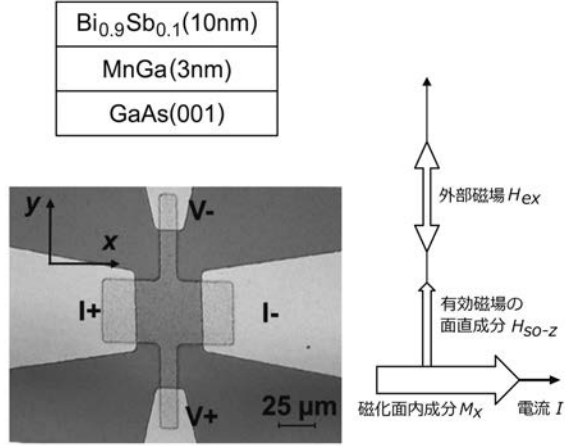 Bi0.9Sb0.1(10nm)
MnGa(3nm)
GaAs(001)
y
V-
x
I+
I-
V+
25 µm
外部磁場 Hex
有効磁場の
面直成分 Hso-z
磁化面内成分 Mx
電流 I